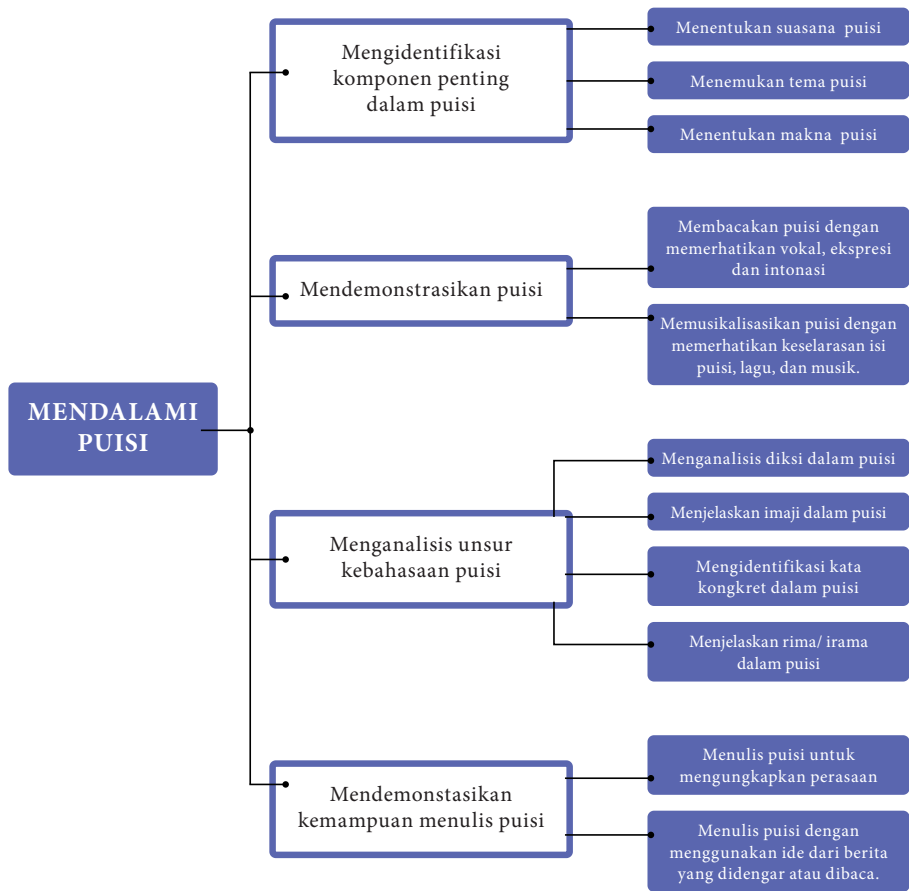 MENDALAMI
PUISI
Mengidentifikasi
komponen penting
dalam puisi
Menentukan suasana puisi
Menemukan tema puisi
Menentukan makna puisi
Mendemonstrasikan puisi
Membacakan puisi dengan
memerhatikan vokal, ekspresi
dan intonasi
Memusikalisasikan puisi dengan
memerhatikan keselarasan isi
puisi, lagu, dan musik.
Menganalisis unsur
kebahasaan puisi
Menganalisis diksi dalam puisi
Menjelaskan imaji dalam puisi
Mengidentifikasi kata
kongkret dalam puisi
Menjelaskan rima/ irama
dalam puisi
Mendemonstasikan
kemampuan menulis puisi
Menulis puisi untuk
mengungkapkan perasaan
Menulis puisi dengan
menggunakan ide dari berita
yang didengar atau dibaca.